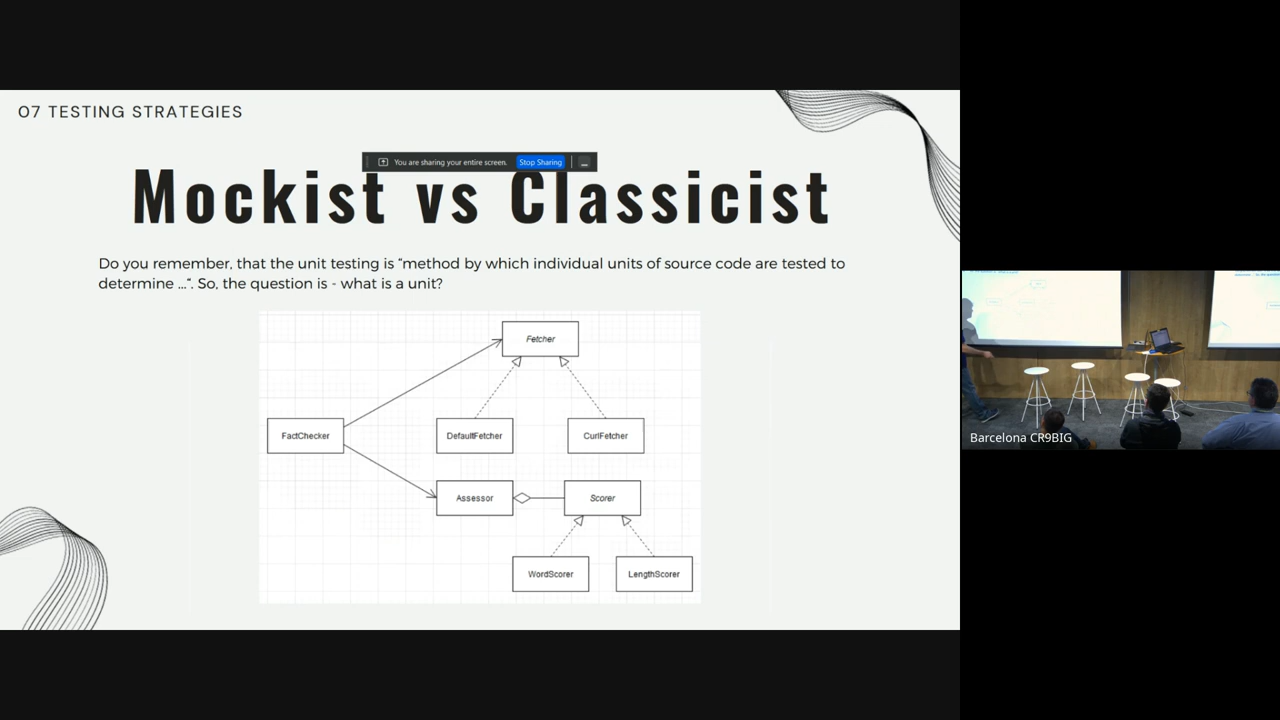 07 TESTING STRATEGIES
You are sharing your entire screen. Stop Sharing
Mockist vs Classicist
Do you remember, that the unit testing is "method by which individual units of source code are tested to
determine ...". So, the question is - what is a unit?
Fetcher
FactChecker
DefaultFetcher
CurlFetcher
Assessor
Scorer
WordScorer
LengthScorer
Barcelona CR9BIG